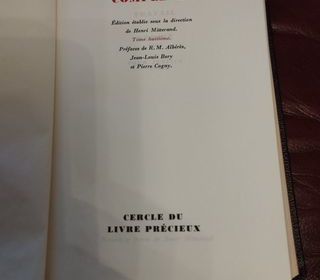 Édition établie sous la direction
de Henri Mitterand.
Tome huitième.
Préfaces de R. M. Albérès,
Jean-Louis Bory
et Pierre Cogny.
CERCLE DU
LIVRE PRÉCIEUX